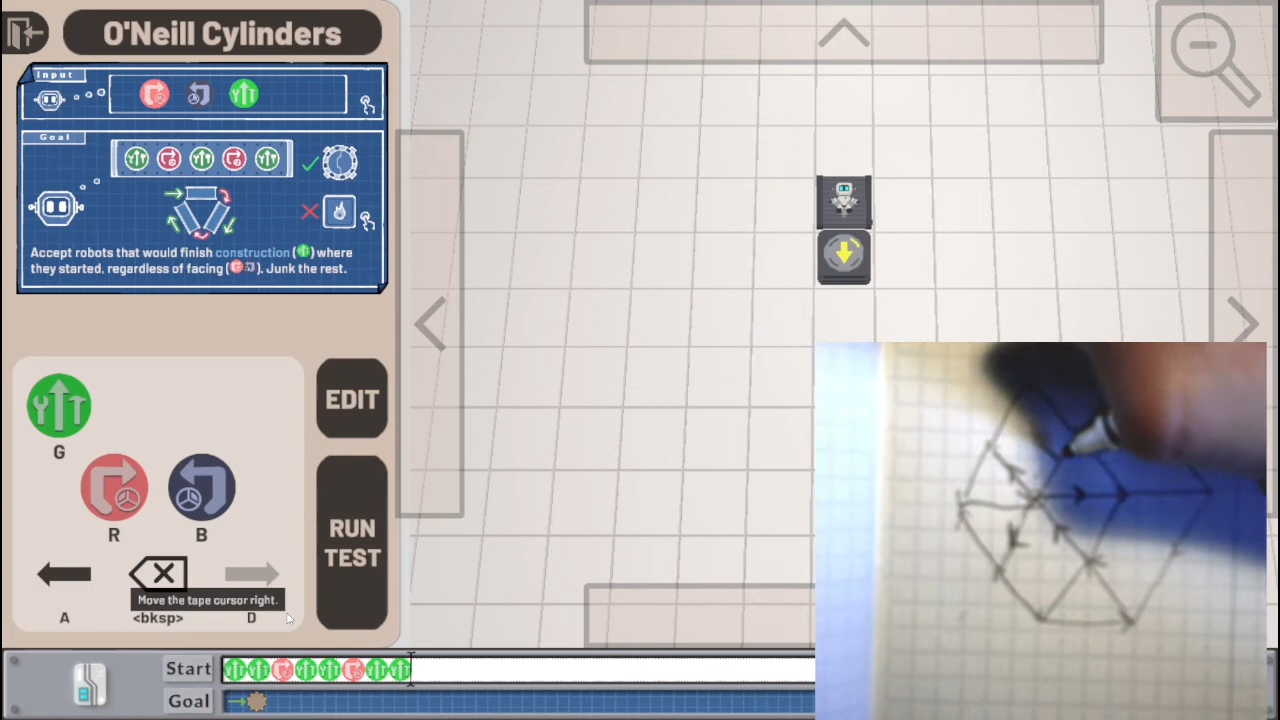 O'Neill Cylinders
Input
Goal
Accept robots that would finish construction ( ) where
they started, regardless of facing ( ). Junk the rest.
EDIT
G
R
B
RUN
TEST
Move the tape cursor right.
A
<bksp>
D
Start
Goal